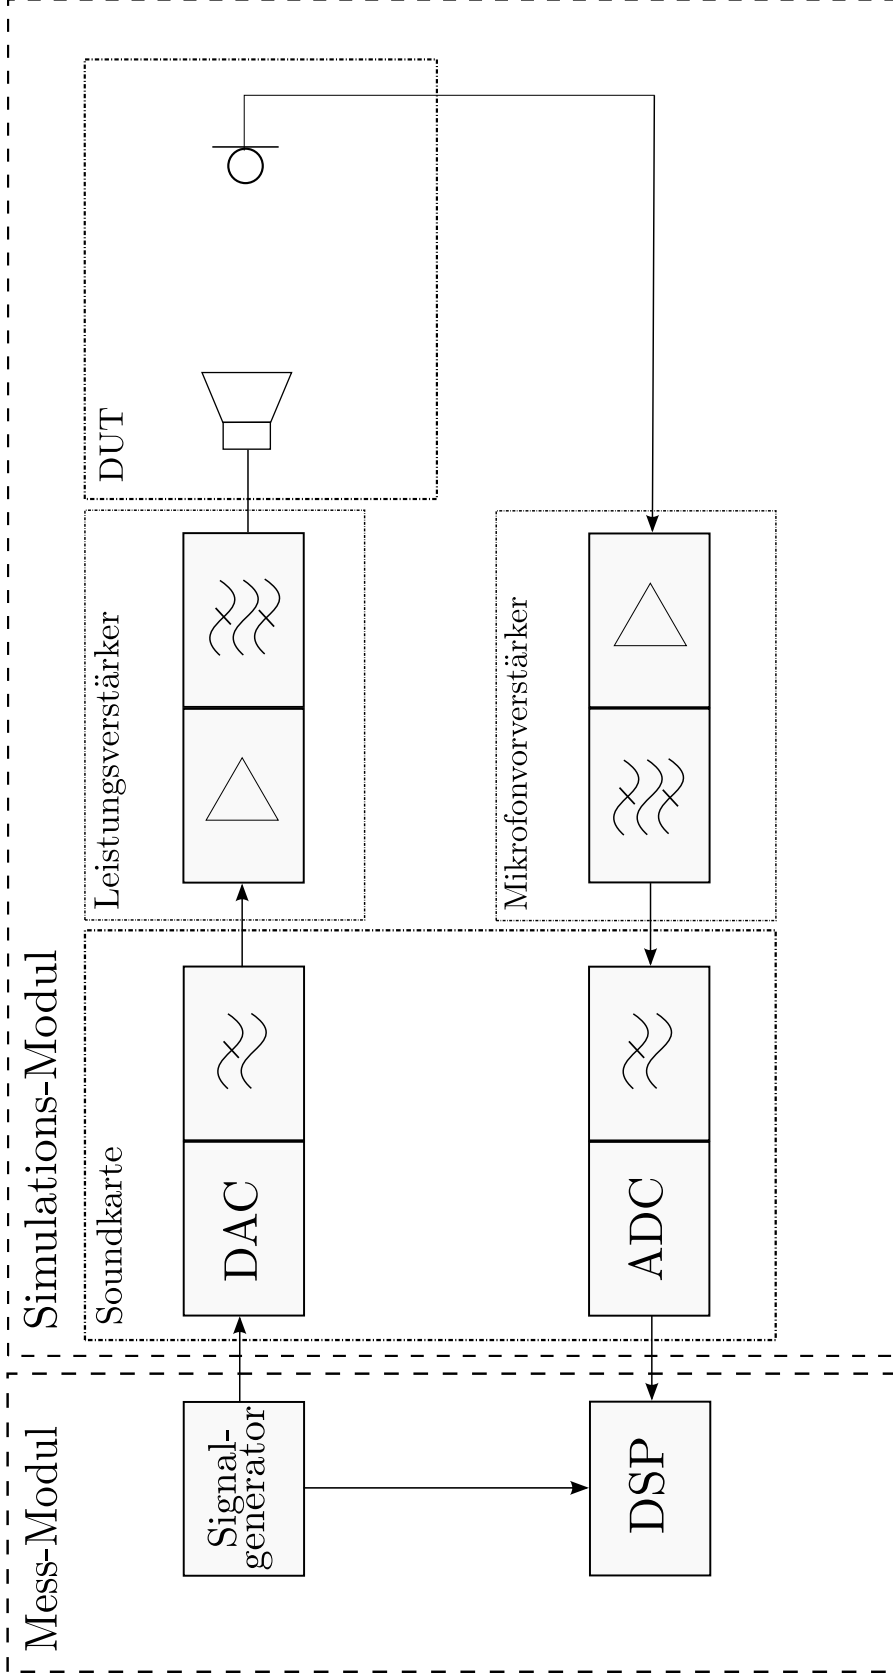 Mess-Modul
Signal-
generator
DSP
Simulations-Modul
Soundkarte
DAC
ADC
Leistungsverstärker
Mikrofonvorverstärker
DUT